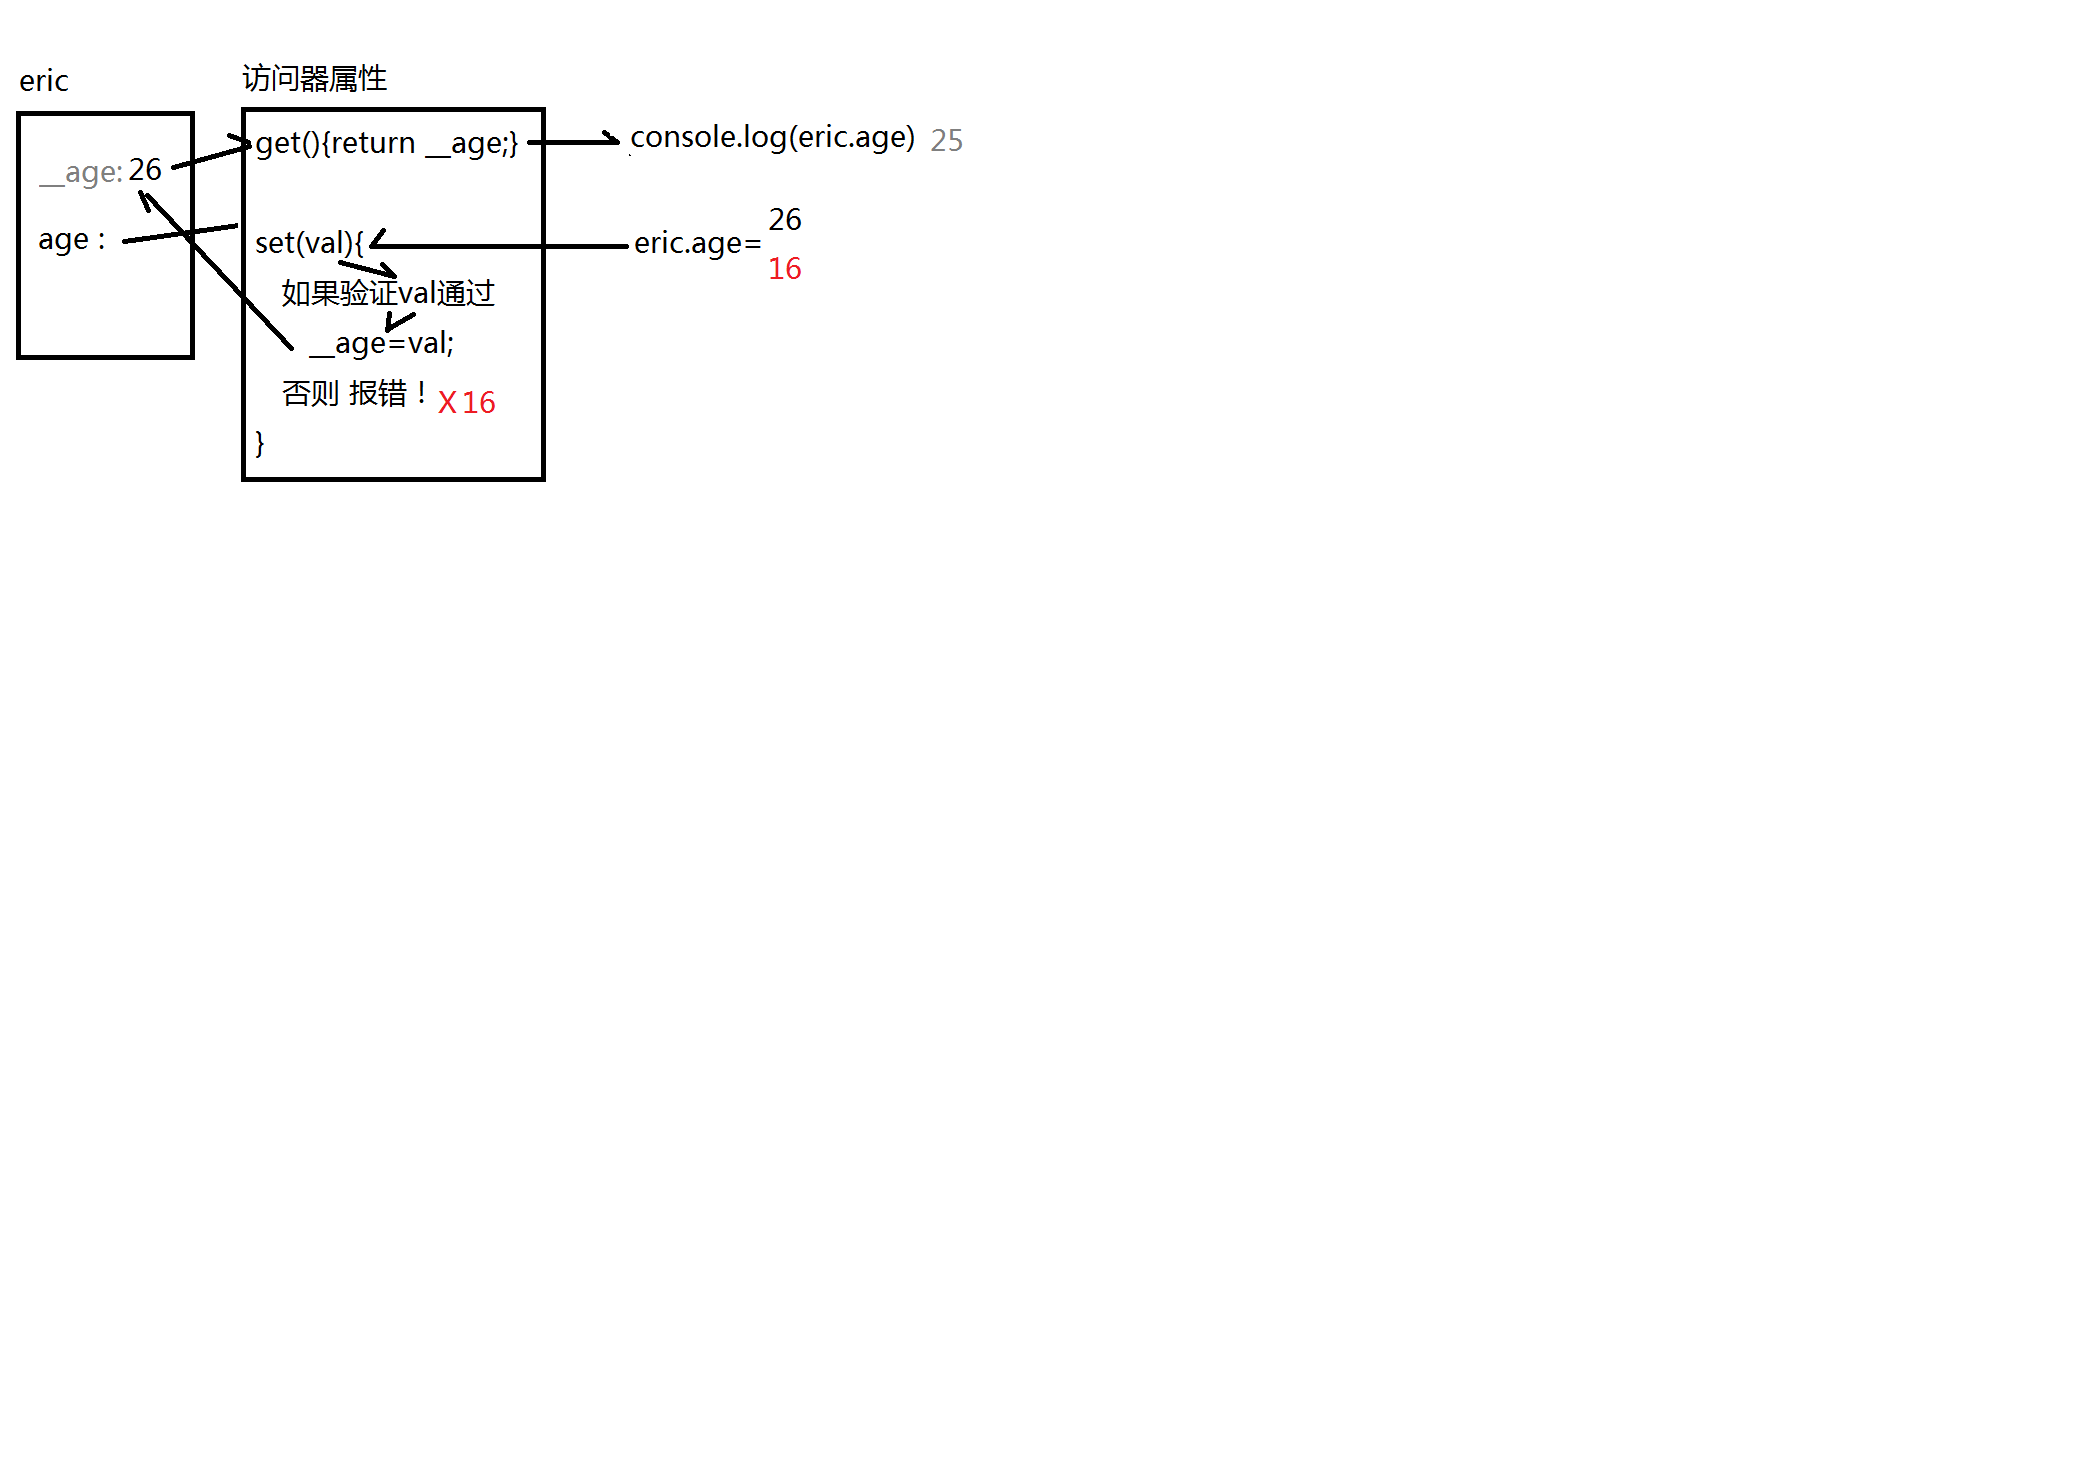 eric
访问器属性
get(){return __age;}
console.log(eric.age) 25
__age: 26
age :
set(val){
eric.age=
26
16
如果验证val通过
__age=val;
否则 报错！
X 16
}